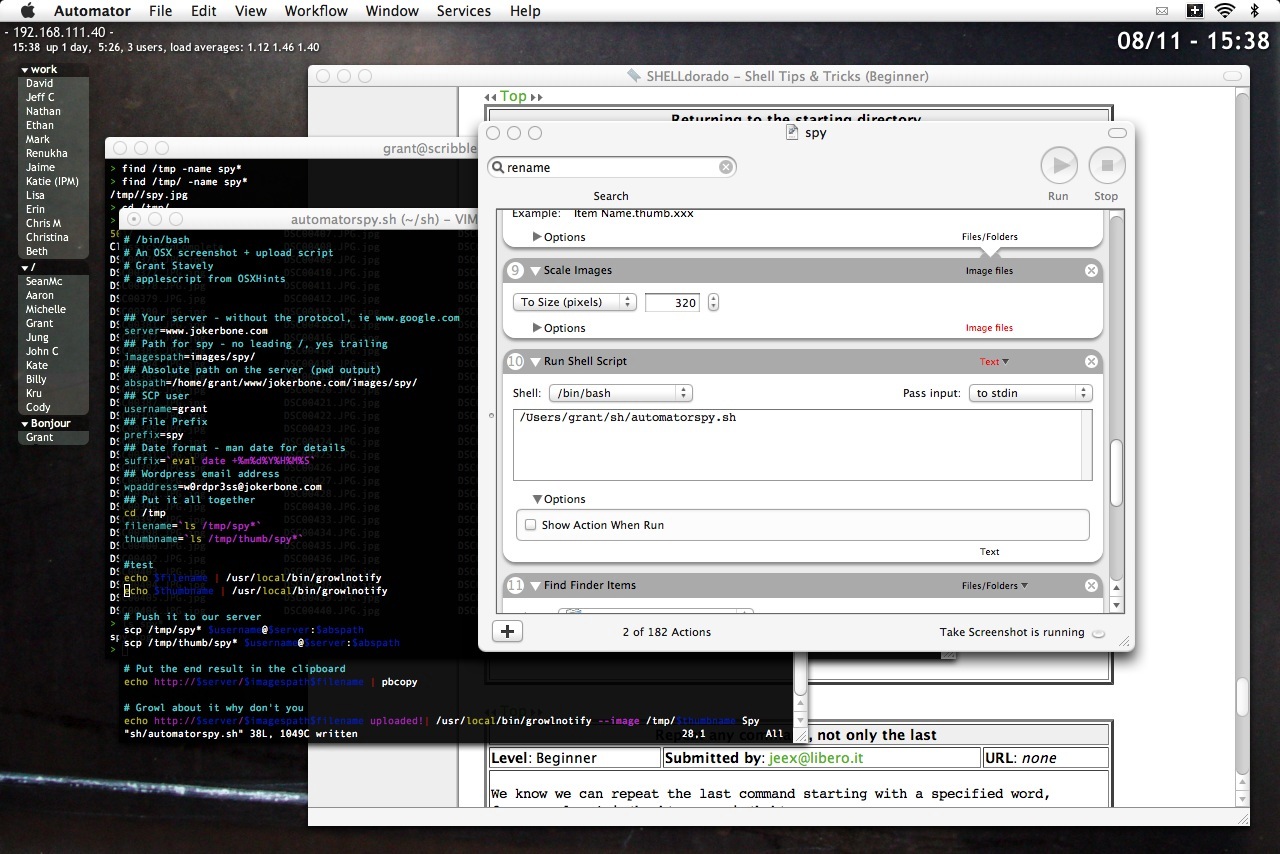 Automator File Edit View Workflow Window Services Help
- 192.168.111.40 -
15:38 up 1 day, 5:26, 3 users, load averages: 1.12 1.46 1.40
08/11 - 15:38
work
David
Jeff C
Nathan
Ethan
Mark
Renukha
Jaime
Katie (IPM)
Lisa
Erin
Chris M
Christina
Beth
/
SeanMc
Aaron
Michelle
Grant
Jung
John C
Kate
Billy
Kru
Cody
Bonjour
Grant
SHELLdorado – Shell Tips & Tricks (Beginner)
Top
Returning to the starting directory
grant@scribble
> find /tmp -name spy*
> find /tmp/ -name spy*
/tmp//spy.jpg
> cd /tmp/
automatorspy.sh (~/sh) – VIM
# /bin/bash
# An OSX screenshot + upload script
# Grant Stavely
# applescript from OSXHints
## Your server - without the protocol, ie www.google.com
server=www.jokerbone.com
## Path for spy - no leading /, yes trailing
imagespath=images/spy/
## Absolute path on the server (pwd output)
abspath=/home/grant/www/jokerbone.com/images/spy/
## SCP user
username=grant
## File Prefix
prefix=spy
## Date format - man date for details
suffix=`eval date +%m%d%Y%H%M%S`
## Wordpress email address
wpaddress=w0rdpr3ss@jokerbone.com
## Put it all together
cd /tmp
filename=`ls /tmp/spy*`
thumbname=`ls /tmp/thumb/spy*`
#test
echo $filename | /usr/local/bin/growlnotify
echo $thumbname | /usr/local/bin/growlnotify
# Push it to our server
scp /tmp/spy* $username@$server:$abspath
scp /tmp/thumb/spy* $username@$server:$abspath
# Put the end result in the clipboard
echo http://$server/$imagespath$filename | pbcopy
# Growl about it why don't you
echo http://$server/$imagespath$filename uploaded!| /usr/local/bin/growlnotify --image /tmp/$thumbname Spy
"sh/automatorspy.sh" 38L, 1049C written 28,1 All
spy
rename
Search
Run Stop
Example: Item Name.thumb.xxx
Options Files/Folders
9 Scale Images Image files
To Size (pixels) 320
Options Image files
10 Run Shell Script Text
Shell: /bin/bash Pass input: to stdin
/Users/grant/sh/automatorspy.sh
Options
Show Action When Run
Text
11 Find Finder Items Files/Folders
2 of 182 Actions Take Screenshot is running
, not only the last
Level: Beginner Submitted by: jeex@libero.it URL: none
We know we can repeat the last command starting with a specified word,